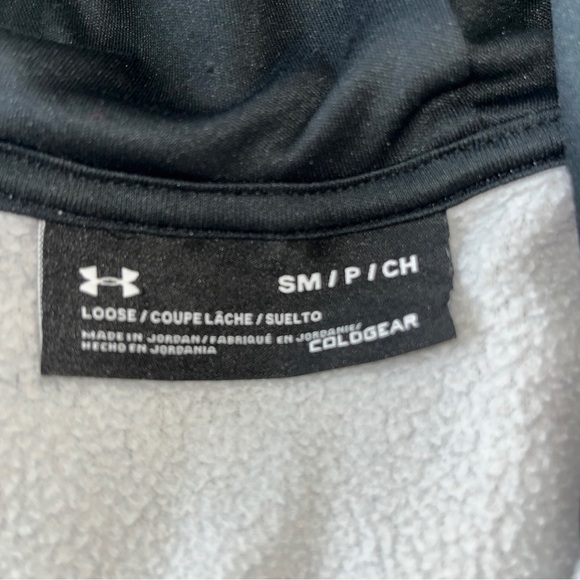 SM / P / CH
LOOSE / COUPE LÂCHE / SUELTO
MADE IN JORDAN / FABRIQUÉ EN JORDANIE /
HECHO EN JORDANIA
COLDGEAR